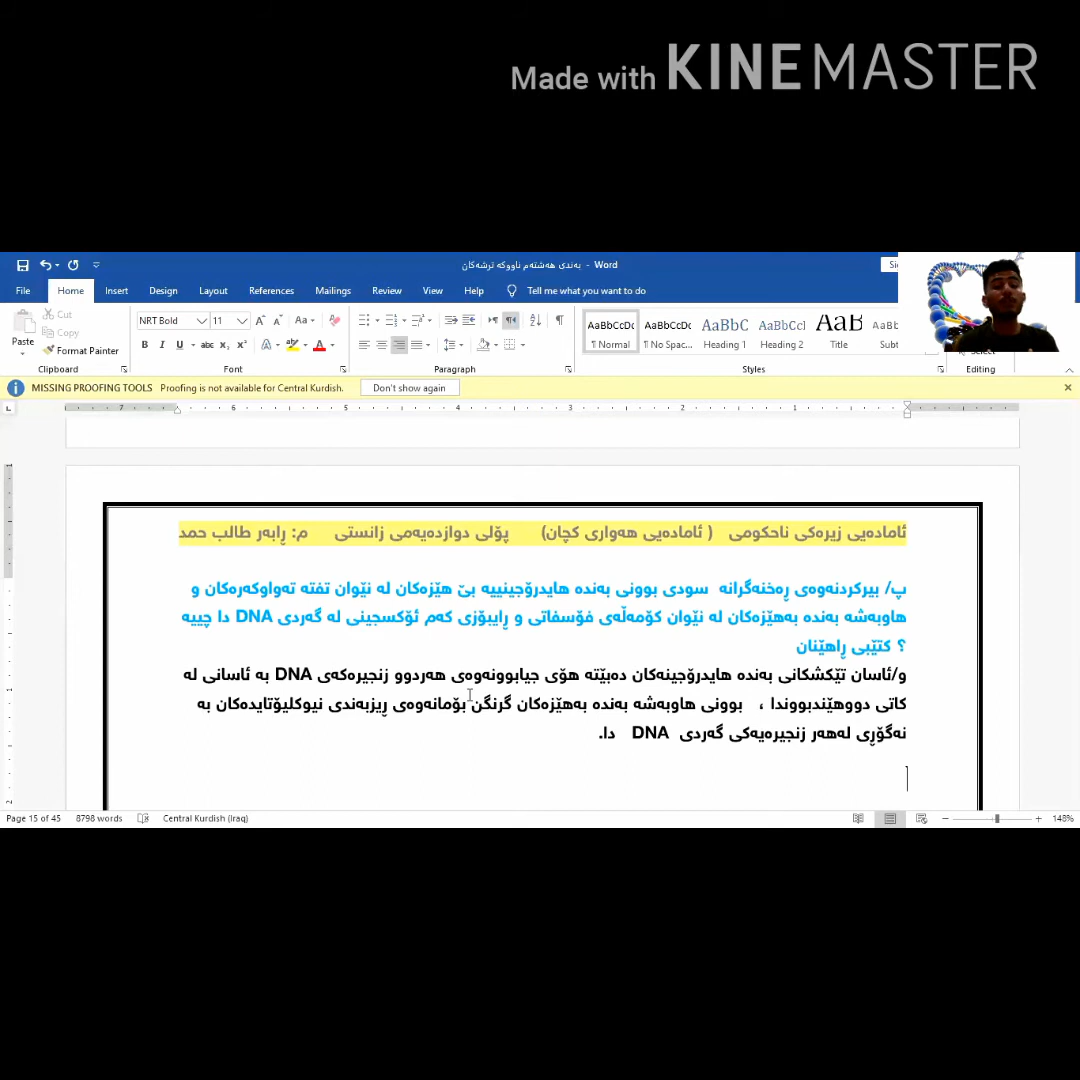 Made with KINEMASTER
بەندی هەشتەم ناووکە ترشەکان - Word
File Home Insert Design Layout References Mailings Review View Help Tell me what you want to do
Paste
Cut
Copy
Format Painter
Clipboard
NRT Bold 11
Font
Paragraph
AaBbCcDc AaBbCcDc AaBbC AaBbCcl AaB AaBb
¶ Normal ¶ No Spac... Heading 1 Heading 2 Title Subt
Styles
Editing
MISSING PROOFING TOOLS Proofing is not available for Central Kurdish. Don't show again
ئامادەیی زیرەکی ناحکومی ( ئامادەیی هەواری کچان) پۆلی دوازدەیەمی زانستی م: ڕابەر طالب حمد
پ/ بیرکردنەوەی ڕەخنەگرانە سودی بوونی بەندە هایدرۆجینییە بێ هێزەکان لە نێوان تفتە تەواوکەرەکان و
هاوبەشە بەندە بەهێزەکان لە نێوان کۆمەڵەی فۆسفاتی و ڕایبۆزی کەم ئۆکسجینی لە گەردی DNA دا چییە
؟ کتێبی ڕاهێنان
و/ئاسان تێکشکانی بەندە هایدرۆجینەکان دەبێتە هۆی جیابوونەوەی هەردوو زنجیرەکەی DNA بە ئاسانی لە
کاتی دووهێندبووندا ، بوونی هاوبەشە بەندە بەهێزەکان گرنگن بۆمانەوەی ڕیزبەندی نیوکلیۆتایدەکان بە
نەگۆڕی لەهەر زنجیرەیەکی گەردی DNA دا.
Page 15 of 45 8798 words Central Kurdish (Iraq) 148%